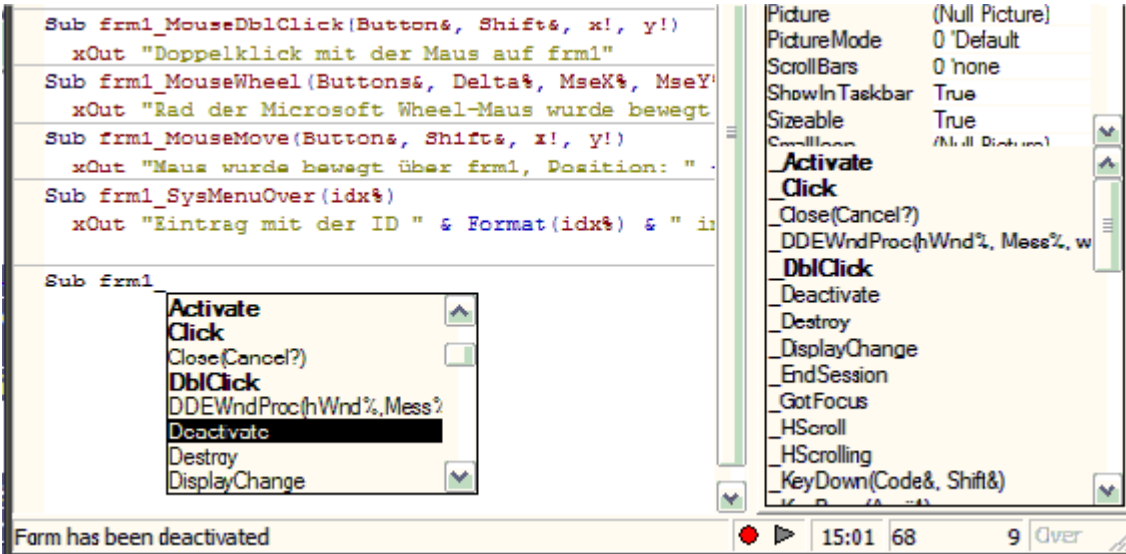 Sub frm1_MouseDblClick(Button&, Shift&, x!, y!)
xOut "Doppelklick mit der Maus auf frm1"
Sub frm1_MouseWheel(Buttons&, Delta%, MseX%, MseY%
xOut "Rad der Microsoft Wheel-Maus wurde bewegt
Sub frm1_MouseMove(Button&, Shift&, x!, y!)
xOut "Maus wurde bewegt über frm1, Position: "
Sub frm1_SysMenuOver(idx%)
xOut "Eintrag mit der ID " & Format(idx%) & " in
Sub frm1_
Activate
Click
Close(Cancel?)
DblClick
DDEWndProc(hWnd%,Mess%
Deactivate
Destroy
DisplayChange
Picture (Null Picture)
PictureMode 0 'Default
ScrollBars 0 'none
ShowInTaskbar True
Sizeable True
SmallIcon (Null Picture)
_Activate
_Click
_Close(Cancel?)
_DDEWndProc(hWnd%, Mess%, w
_DblClick
_Deactivate
_Destroy
_DisplayChange
_EndSession
_GotFocus
_HScroll
_HScrolling
_KeyDown(Code&, Shift&)
Form has been deactivated 15:01 68 9 Over